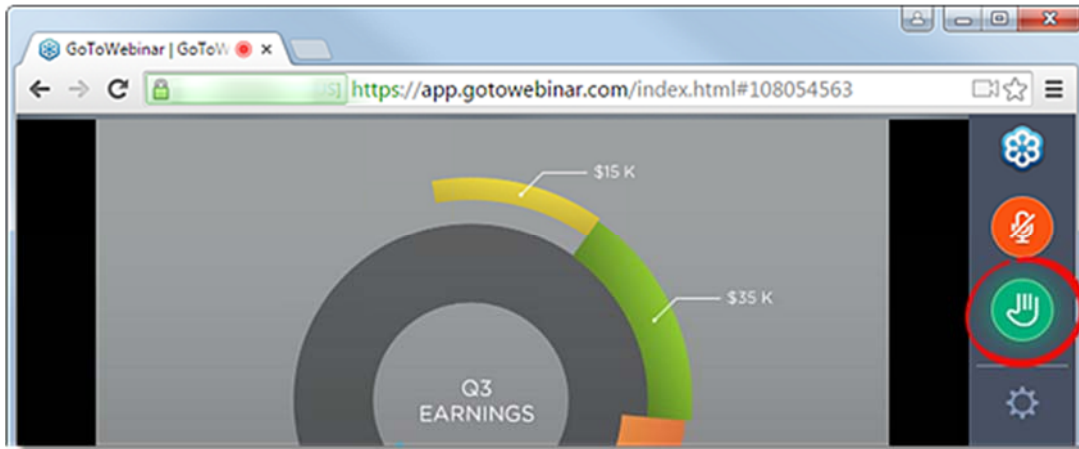 GoToWebinar | GoToW
https://app.gotowebinar.com/index.html#108054563
$15 K
$35 K
Q3
EARNINGS